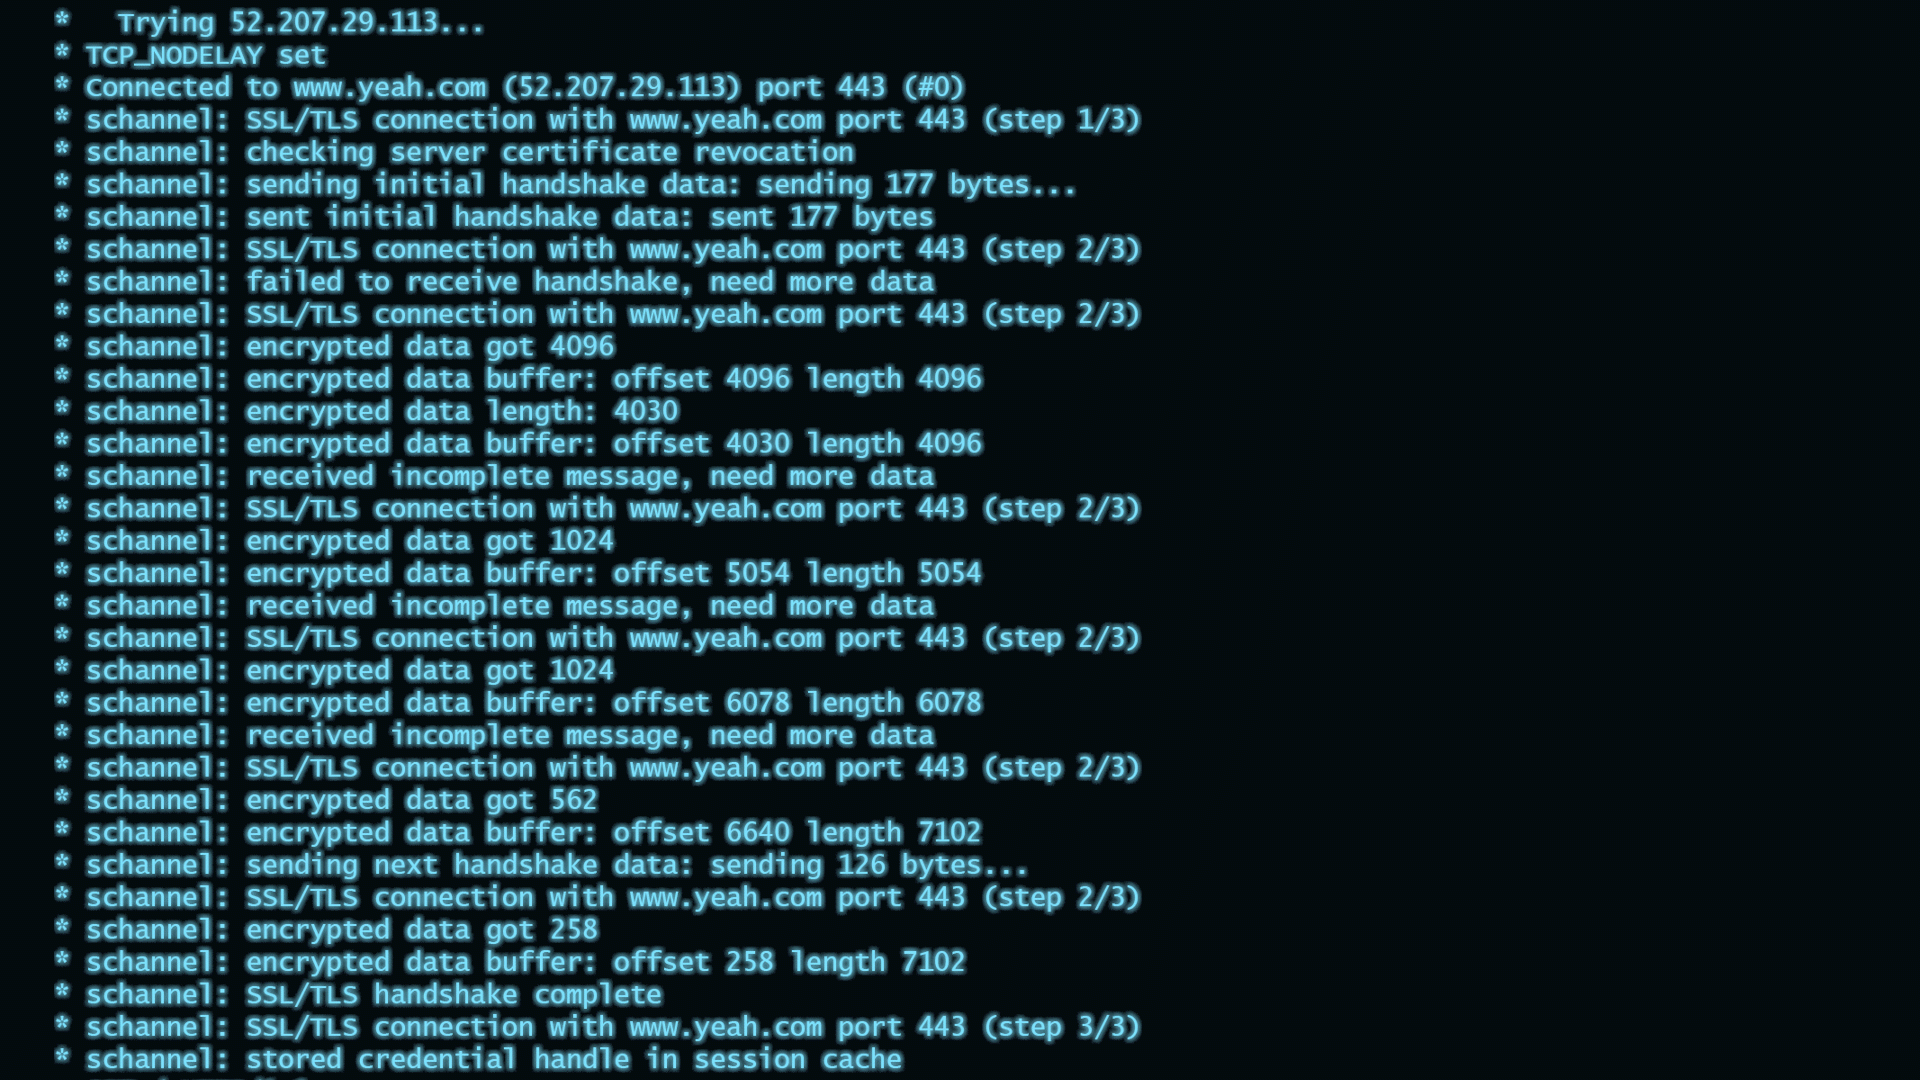 *   Trying 52.207.29.113...
* TCP_NODELAY set
* Connected to www.yeah.com (52.207.29.113) port 443 (#0)
* schannel: SSL/TLS connection with www.yeah.com port 443 (step 1/3)
* schannel: checking server certificate revocation
* schannel: sending initial handshake data: sending 177 bytes...
* schannel: sent initial handshake data: sent 177 bytes
* schannel: SSL/TLS connection with www.yeah.com port 443 (step 2/3)
* schannel: failed to receive handshake, need more data
* schannel: SSL/TLS connection with www.yeah.com port 443 (step 2/3)
* schannel: encrypted data got 4096
* schannel: encrypted data buffer: offset 4096 length 4096
* schannel: encrypted data length: 4030
* schannel: encrypted data buffer: offset 4030 length 4096
* schannel: received incomplete message, need more data
* schannel: SSL/TLS connection with www.yeah.com port 443 (step 2/3)
* schannel: encrypted data got 1024
* schannel: encrypted data buffer: offset 5054 length 5054
* schannel: received incomplete message, need more data
* schannel: SSL/TLS connection with www.yeah.com port 443 (step 2/3)
* schannel: encrypted data got 1024
* schannel: encrypted data buffer: offset 6078 length 6078
* schannel: received incomplete message, need more data
* schannel: SSL/TLS connection with www.yeah.com port 443 (step 2/3)
* schannel: encrypted data got 562
* schannel: encrypted data buffer: offset 6640 length 7102
* schannel: sending next handshake data: sending 126 bytes...
* schannel: SSL/TLS connection with www.yeah.com port 443 (step 2/3)
* schannel: encrypted data got 258
* schannel: encrypted data buffer: offset 258 length 7102
* schannel: SSL/TLS handshake complete
* schannel: SSL/TLS connection with www.yeah.com port 443 (step 3/3)
* schannel: stored credential handle in session cache